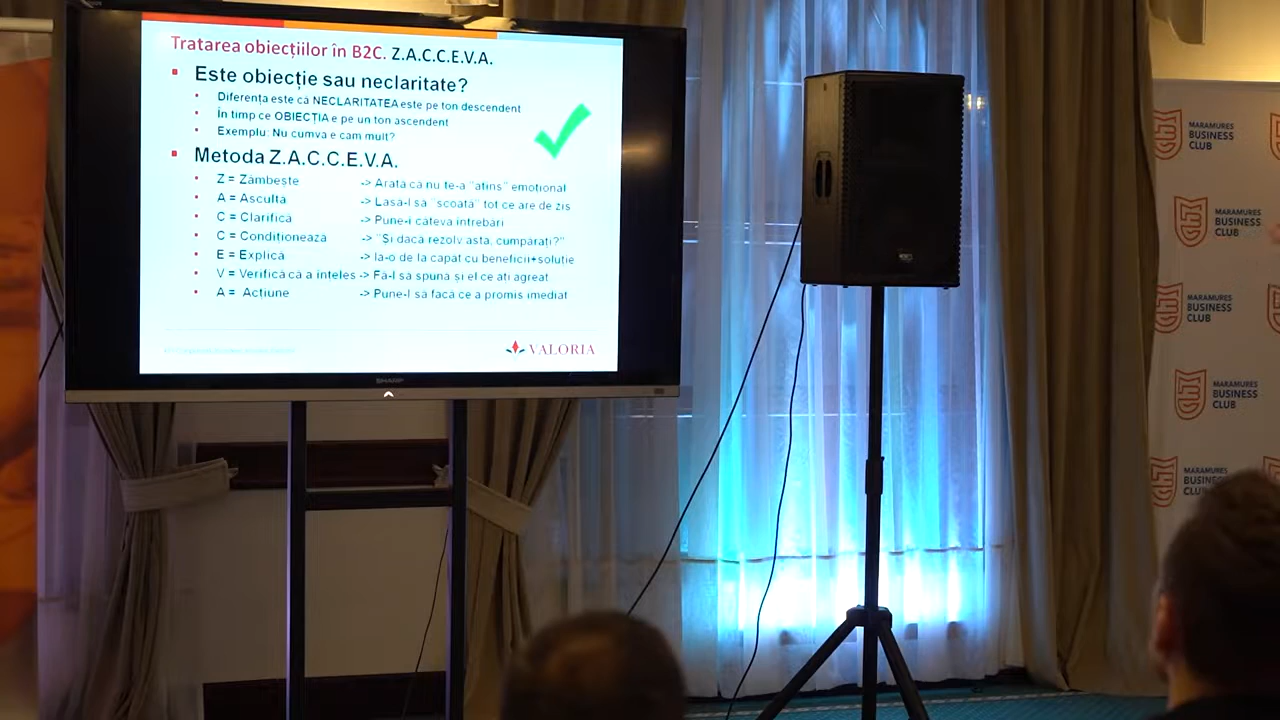 Tratarea obiecțiilor în B2C. Z.A.C.C.E.V.A.
Este obiecție sau neclaritate?
Diferența este că NECLARITATEA este pe ton descendent
În timp ce OBIECȚIA e pe un ton ascendent
Exemplu: Nu cumva e cam mult?
Metoda Z.A.C.C.E.V.A.
Z = Zâmbește -> Arată că nu te-a "atins" emoțional
A = Ascultă -> Lasă-l să "scoată" tot ce are de zis
C = Clarifică -> Pune-i câteva întrebări
C = Condiționează -> "Și dacă rezolv asta, cumpărați?"
E = Explică -> Ia-o de la capăt cu beneficii+soluție
V = Verifică că a înțeles -> Fă-l să spună și el ce ați agreat
A = Acțiune -> Pune-l să facă ce a promis imediat
VALORIA
SHARP
MARAMURES
BUSINESS
CLUB
MARAMURES
BUSINESS
CLUB
MARAMURES
BUSINESS
CLUB
MARAMURES
BUSINESS
CLUB
MARAMURES